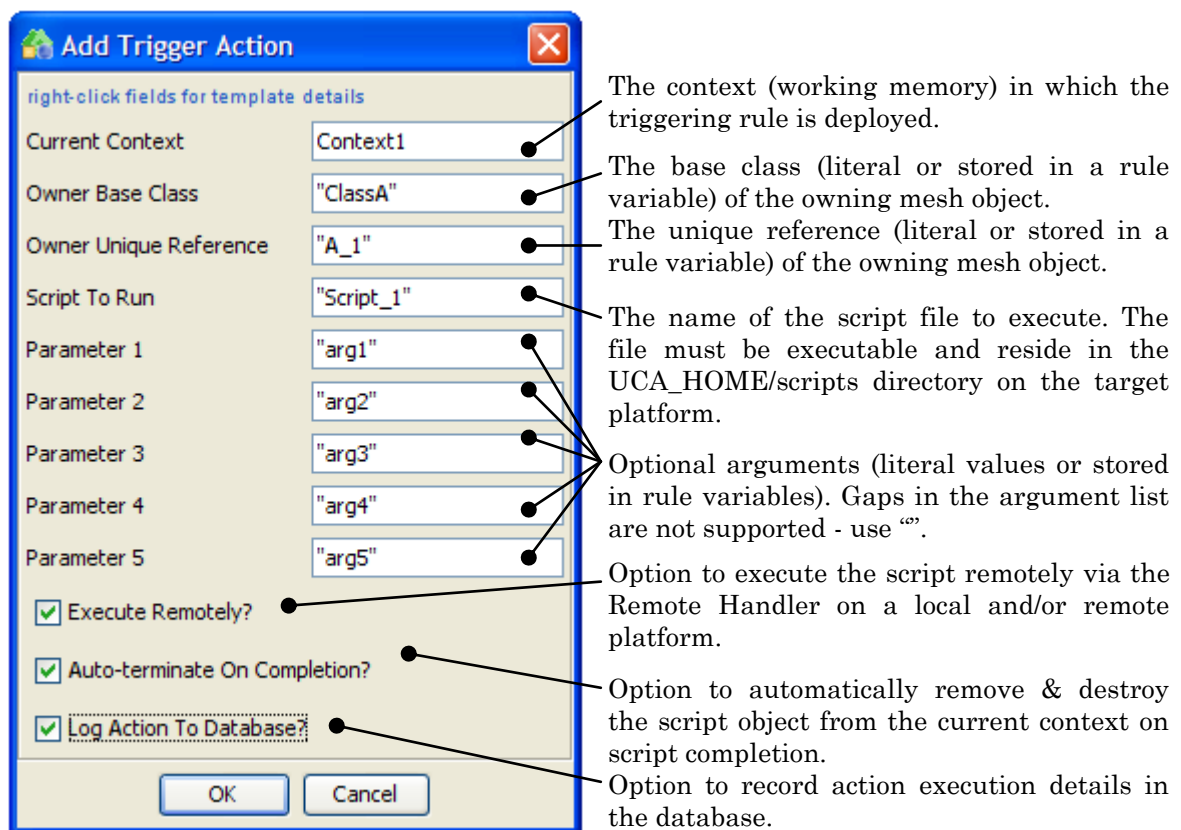 Add Trigger Action
right-click fields for template details
Current Context
Context1
Owner Base Class
"ClassA"
Owner Unique Reference
"A_1"
Script To Run
"Script_1"
Parameter 1
"arg1"
Parameter 2
"arg2"
Parameter 3
"arg3"
Parameter 4
"arg4"
Parameter 5
"arg5"
Execute Remotely?
Auto-terminate On Completion?
Log Action To Database?
OK
Cancel
The context (working memory) in which the
triggering rule is deployed.
The base class (literal or stored in a rule
variable) of the owning mesh object.
The unique reference (literal or stored in a
rule variable) of the owning mesh object.
The name of the script file to execute. The
file must be executable and reside in the
UCA_HOME/scripts directory on the target
platform.
Optional arguments (literal values or stored
in rule variables). Gaps in the argument list
are not supported - use “”.
Option to execute the script remotely via the
Remote Handler on a local and/or remote
platform.
Option to automatically remove & destroy
the script object from the current context on
script completion.
Option to record action execution details in
the database.